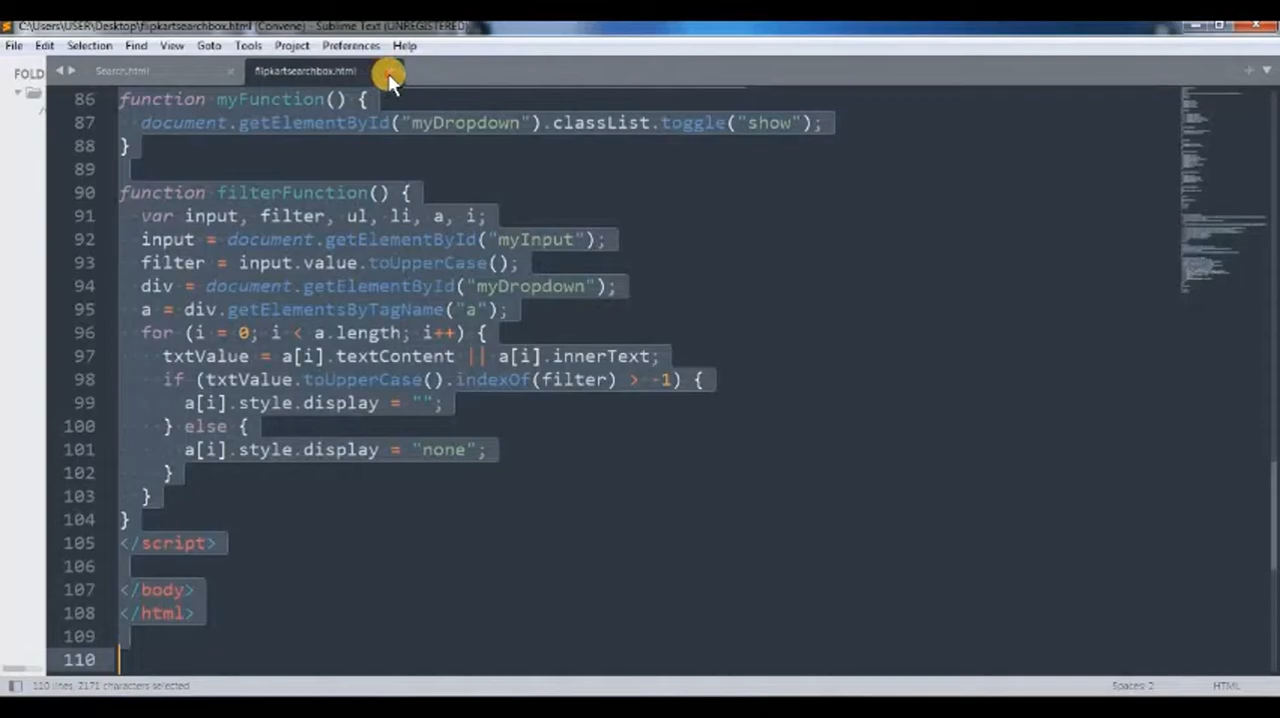 C:\Users\USER\Desktop\flipkartsearchbox.html (Convene) - Sublime Text (UNREGISTERED)
File Edit Selection Find View Goto Tools Project Preferences Help
FOLD
Search.html flipkartsearchbox.html
86 function myFunction() {
87 document.getElementById("myDropdown").classList.toggle("show");
88 }
89
90 function filterFunction() {
91 var input, filter, ul, li, a, i;
92 input = document.getElementById("myInput");
93 filter = input.value.toUpperCase();
94 div = document.getElementById("myDropdown");
95 a = div.getElementsByTagName("a");
96 for (i = 0; i < a.length; i++) {
97 txtValue = a[i].textContent || a[i].innerText;
98 if (txtValue.toUpperCase().indexOf(filter) > -1) {
99 a[i].style.display = "";
100 } else {
101 a[i].style.display = "none";
102 }
103 }
104 }
105 </script>
106
107 </body>
108 </html>
109
110
110 lines, 2171 characters selected Spaces: 2 HTML